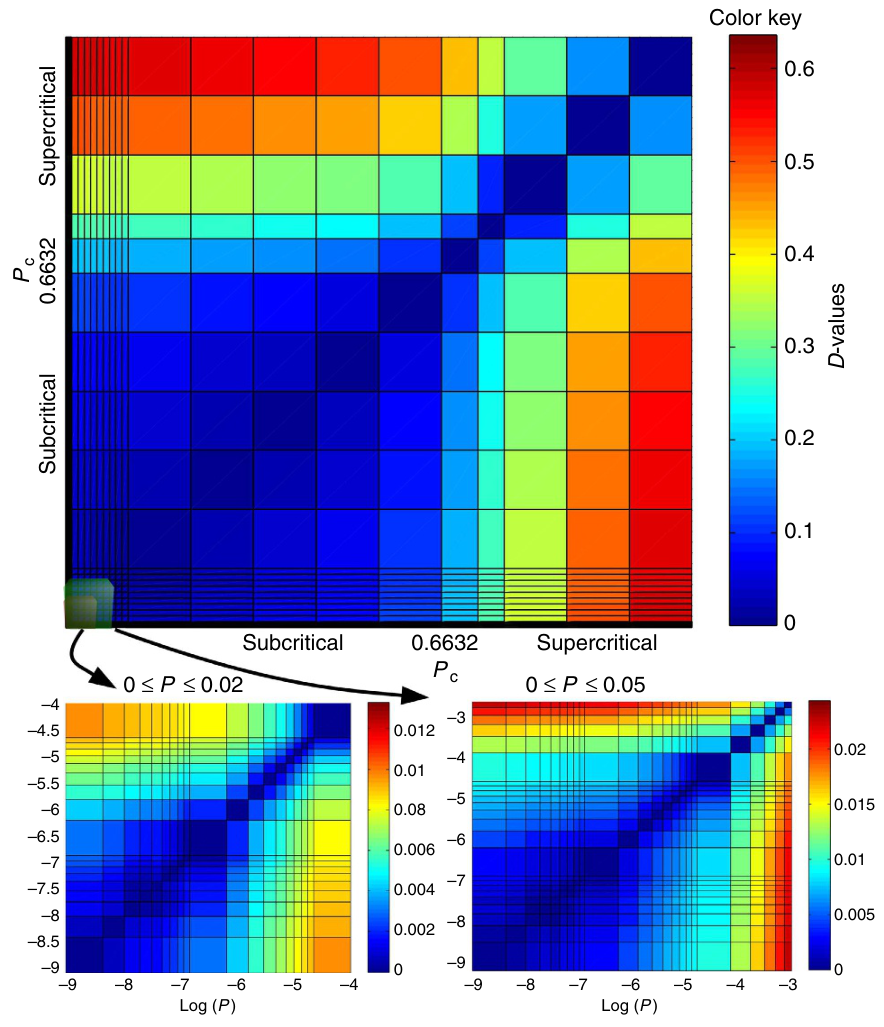 Color key
Supercritical
Pc
0.6632
Subcritical
0.6
0.5
0.4
0.3
0.2
0.1
0
D-values
Subcritical 0.6632 Supercritical
Pc
0 ≤ P ≤ 0.02
–4
–4.5
–5
–5.5
–6
–6.5
–7
–7.5
–8
–8.5
–9
–9 –8 –7 –6 –5 –4
Log (P)
0.012
0.01
0.008
0.006
0.004
0.002
0
0 ≤ P ≤ 0.05
–3
–4
–5
–6
–7
–8
–9
–9 –8 –7 –6 –5 –4 –3
Log (P)
0.02
0.015
0.01
0.005
0